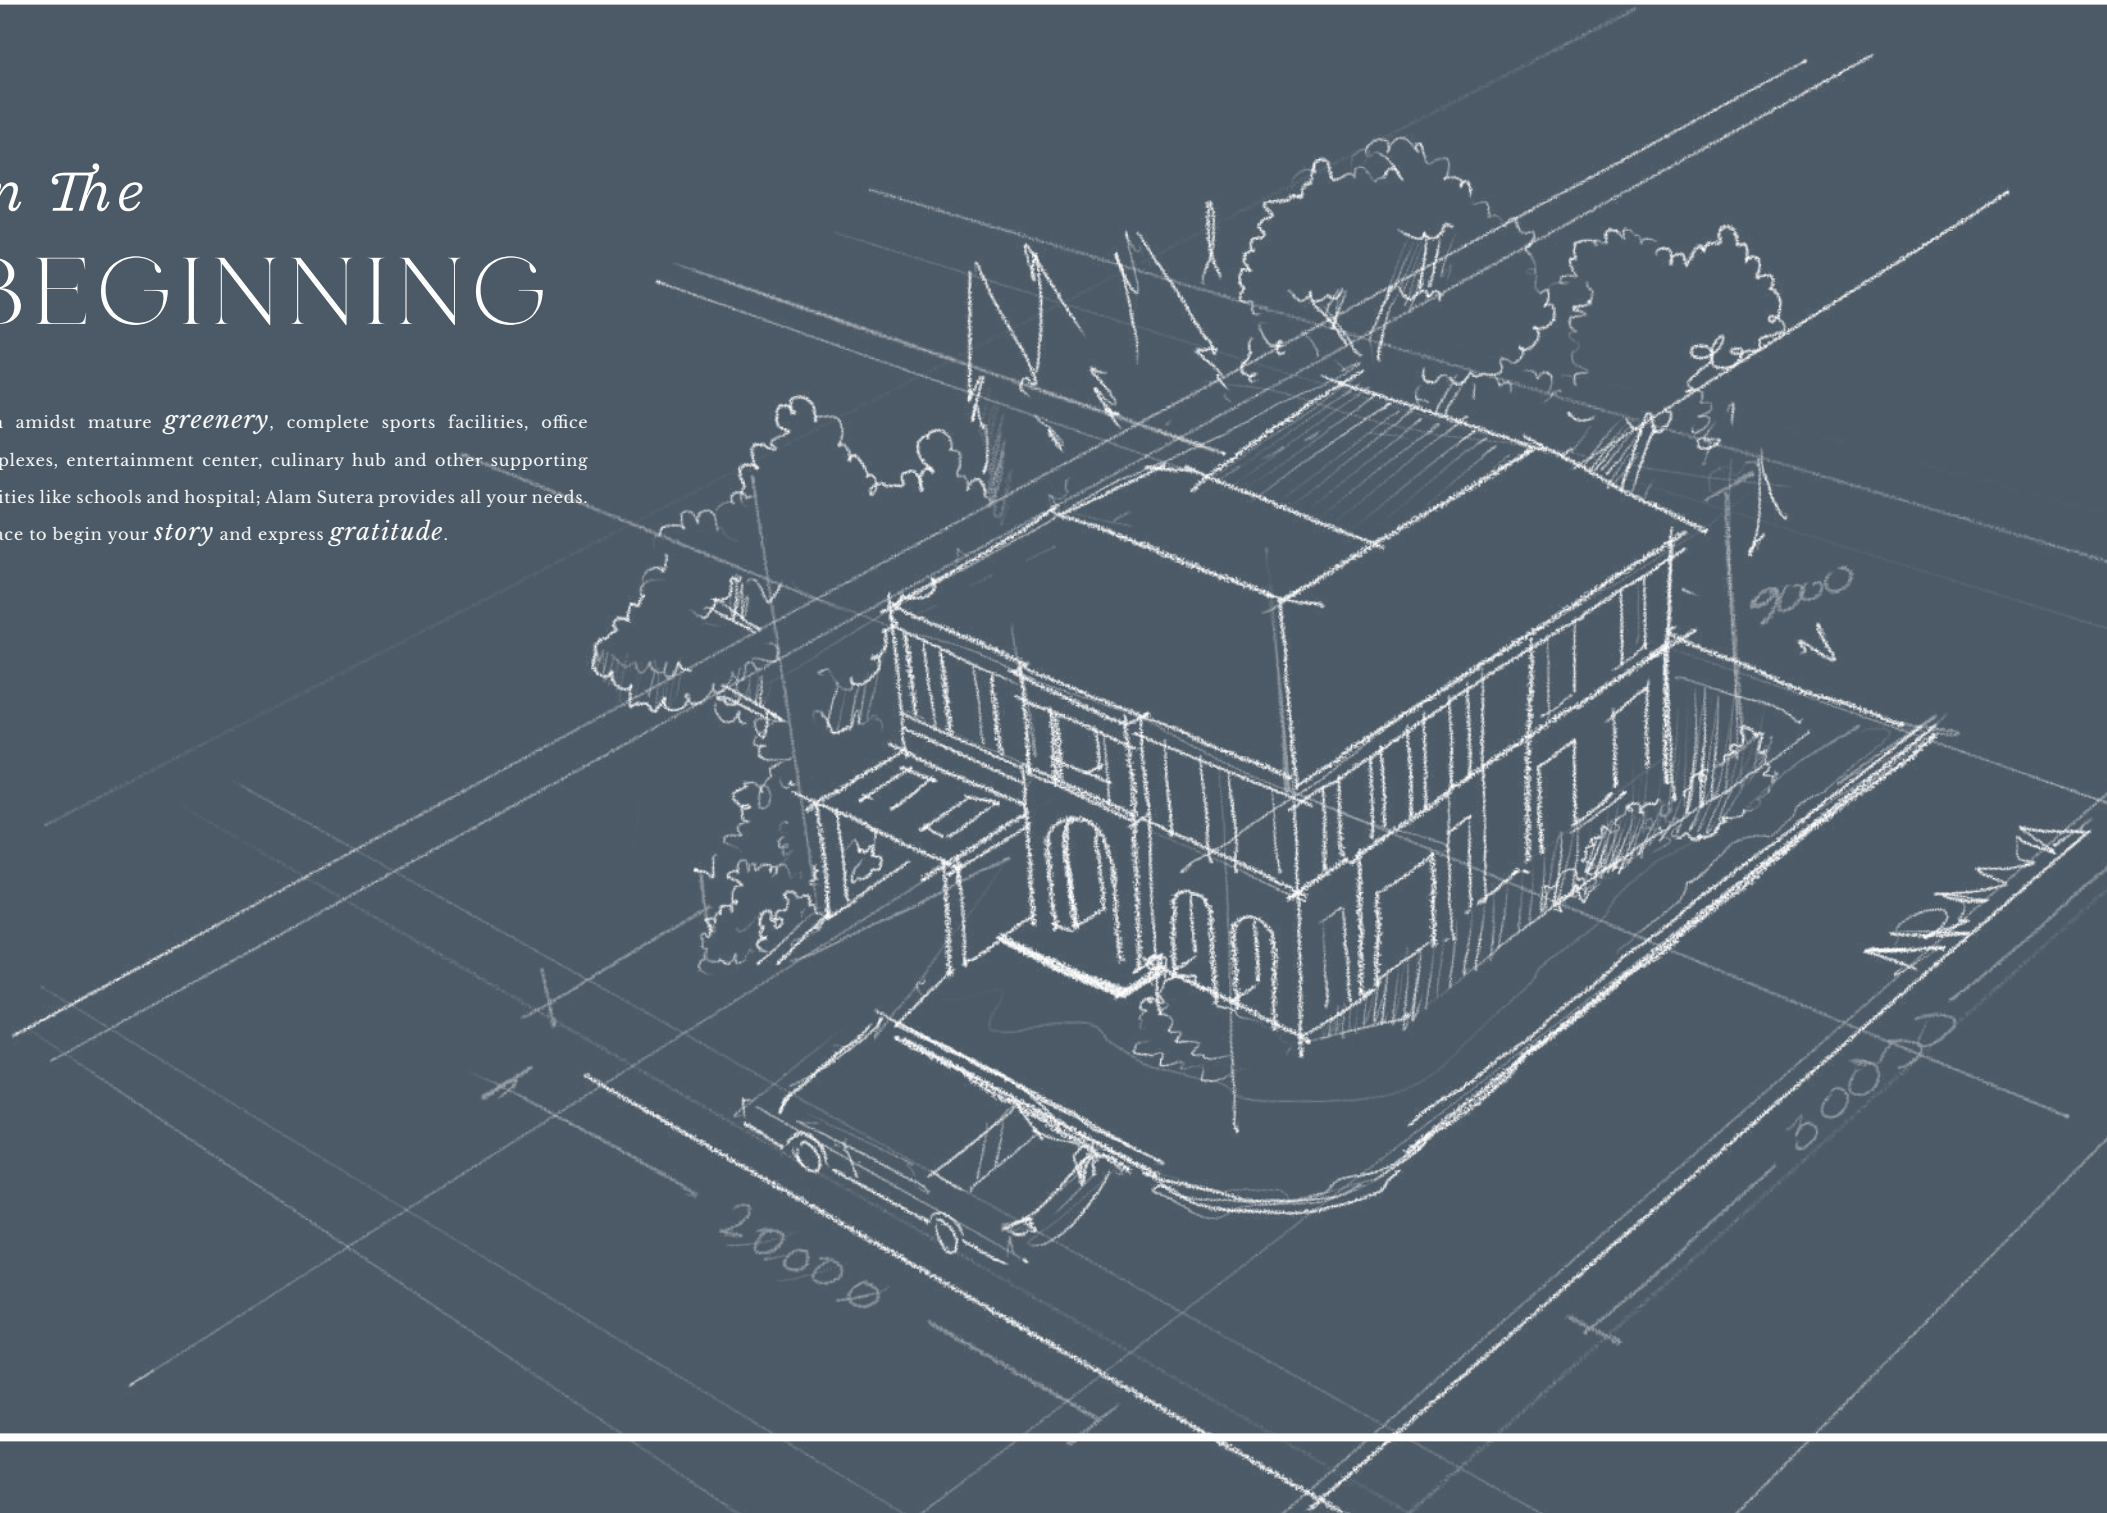 n The
BEGINNING
amidst mature greenery, complete sports facilities, office
plexes, entertainment center, culinary hub and other supporting
ities like schools and hospital; Alam Sutera provides all your needs.
ace to begin your story and express gratitude.
9000
30000
20000